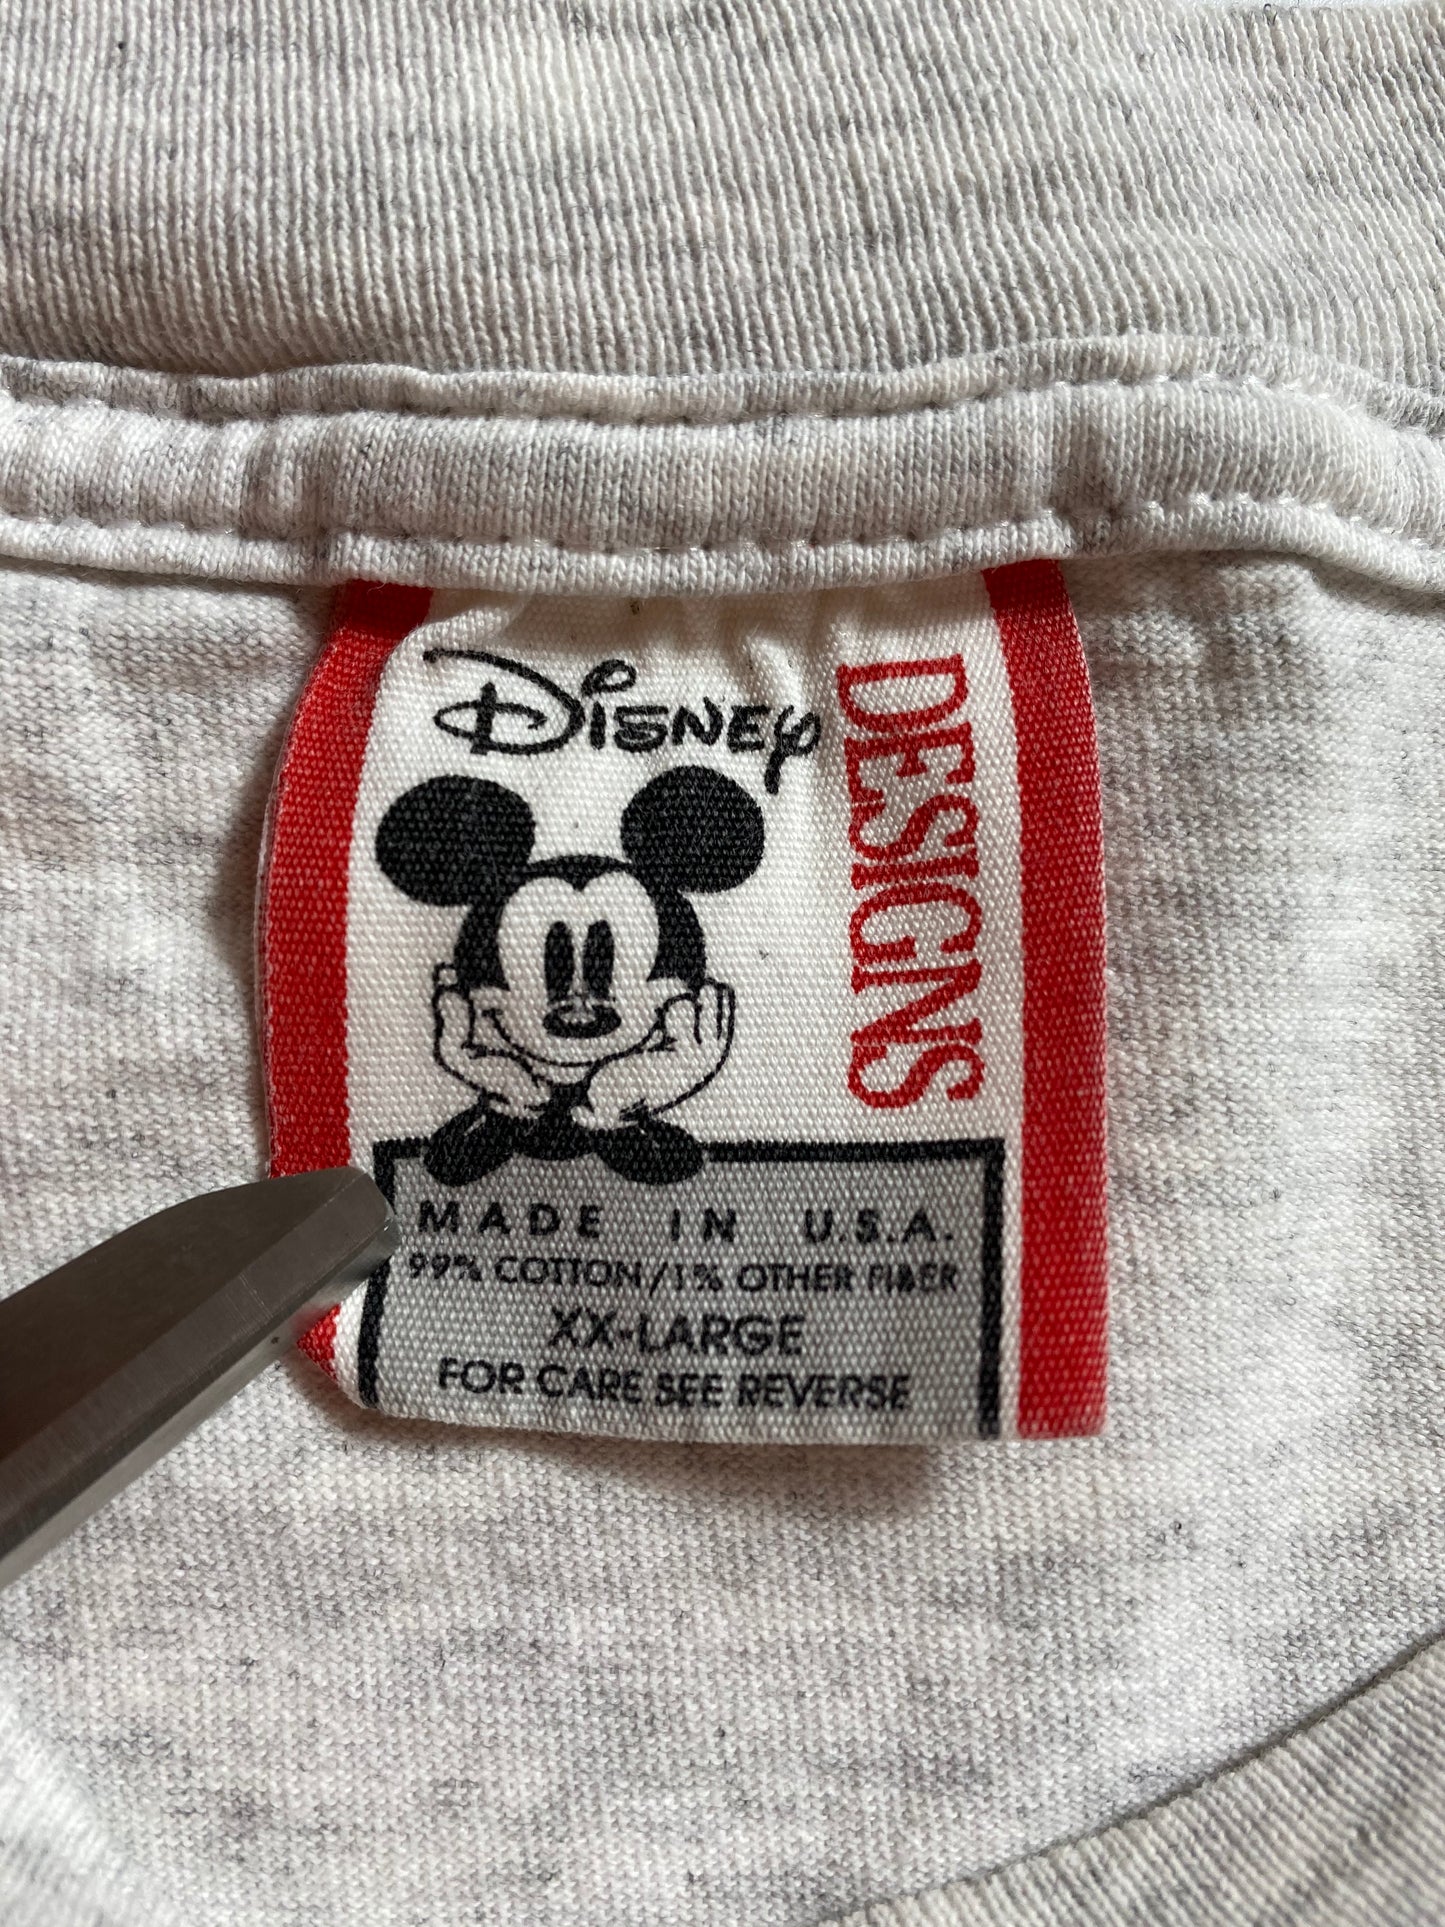 Disney
DESIGNS
MADE IN U.S.A.
99% COTTON/1% OTHER FIBER
XX-LARGE
FOR CARE SEE REVERSE